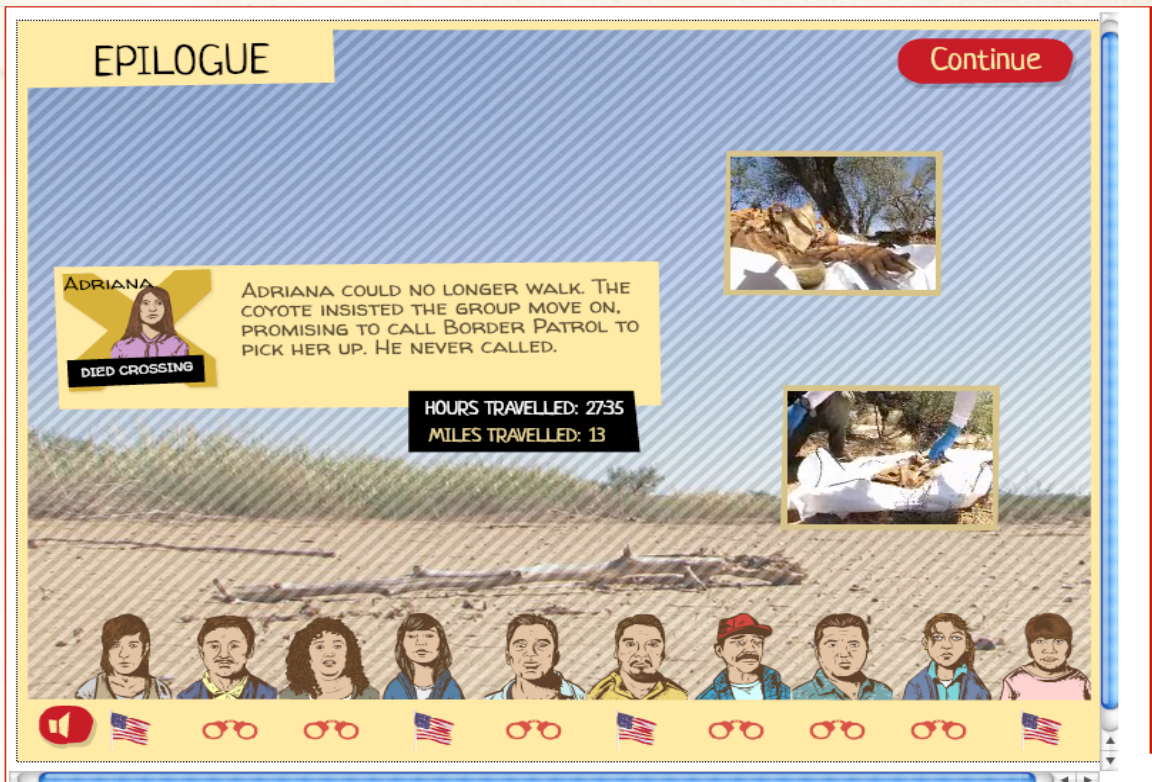 EPILOGUE
Continue
ADRIANA
DIED CROSSING
ADRIANA COULD NO LONGER WALK. THE
COYOTE INSISTED THE GROUP MOVE ON,
PROMISING TO CALL BORDER PATROL TO
PICK HER UP. HE NEVER CALLED.
HOURS TRAVELLED: 27:35
MILES TRAVELLED: 13